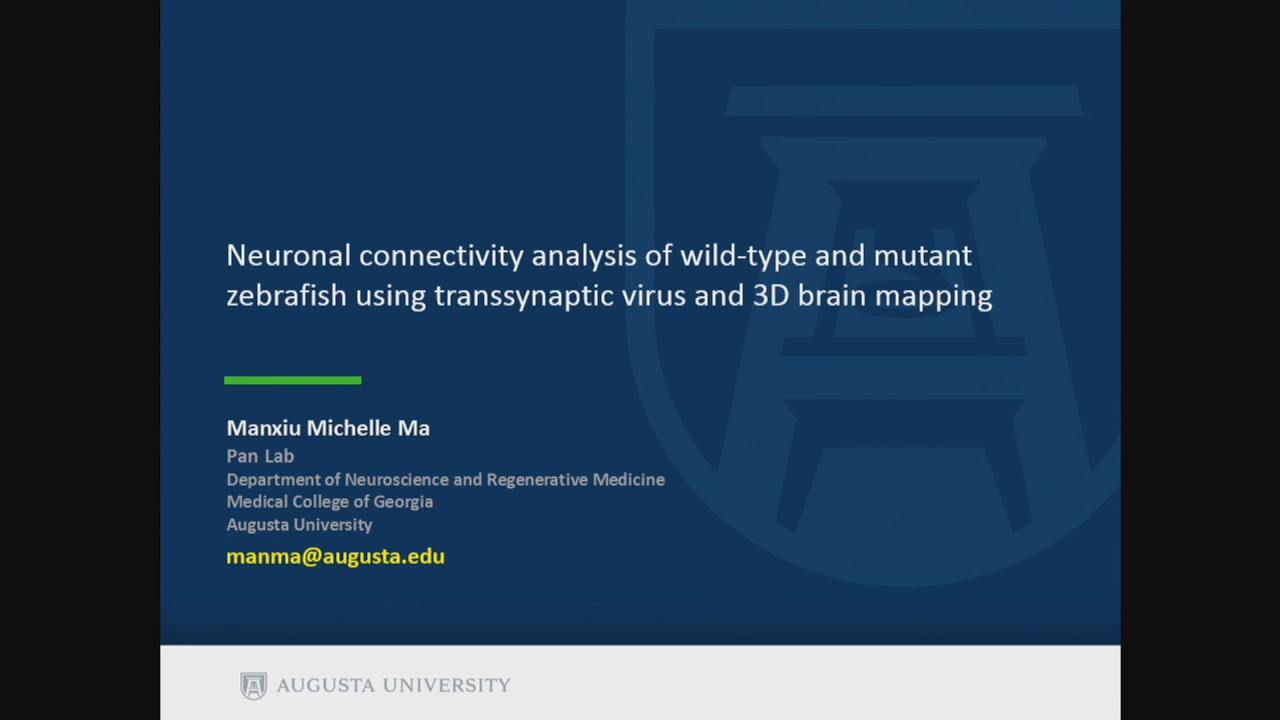 Neuronal connectivity analysis of wild-type and mutant
zebrafish using transsynaptic virus and 3D brain mapping
Manxiu Michelle Ma
Pan Lab
Department of Neuroscience and Regenerative Medicine
Medical College of Georgia
Augusta University
manma@augusta.edu
AUGUSTA UNIVERSITY